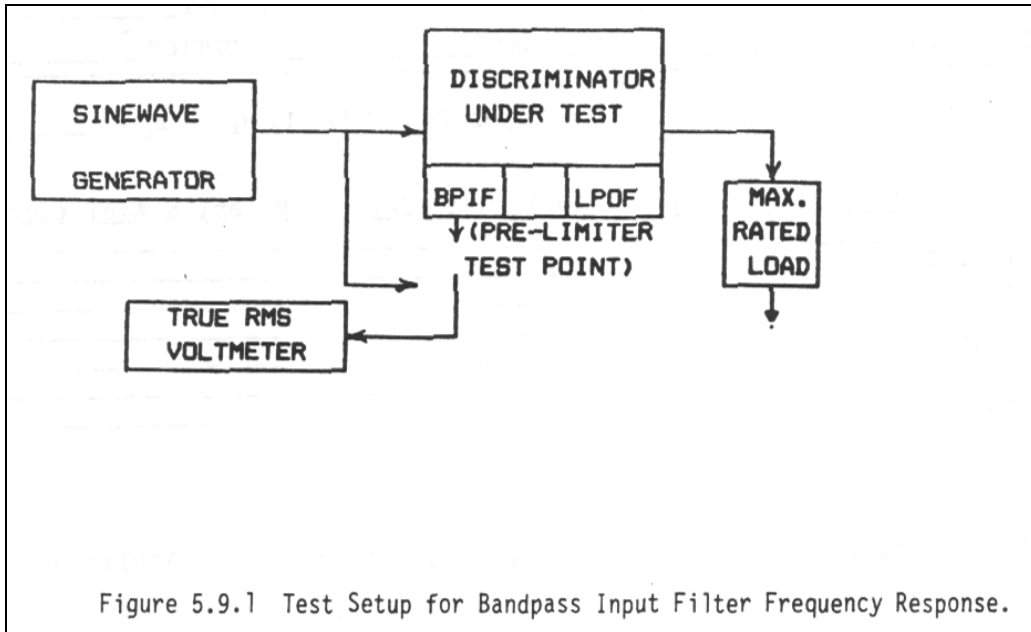 SINEWAVE
GENERATOR
DISCRIMINATOR
UNDER TEST
BPIF
LPOF
(PRE-LIMITER
TEST POINT)
MAX.
RATED
LOAD
TRUE RMS
VOLTMETER
Figure 5.9.1 Test Setup for Bandpass Input Filter Frequency Response.